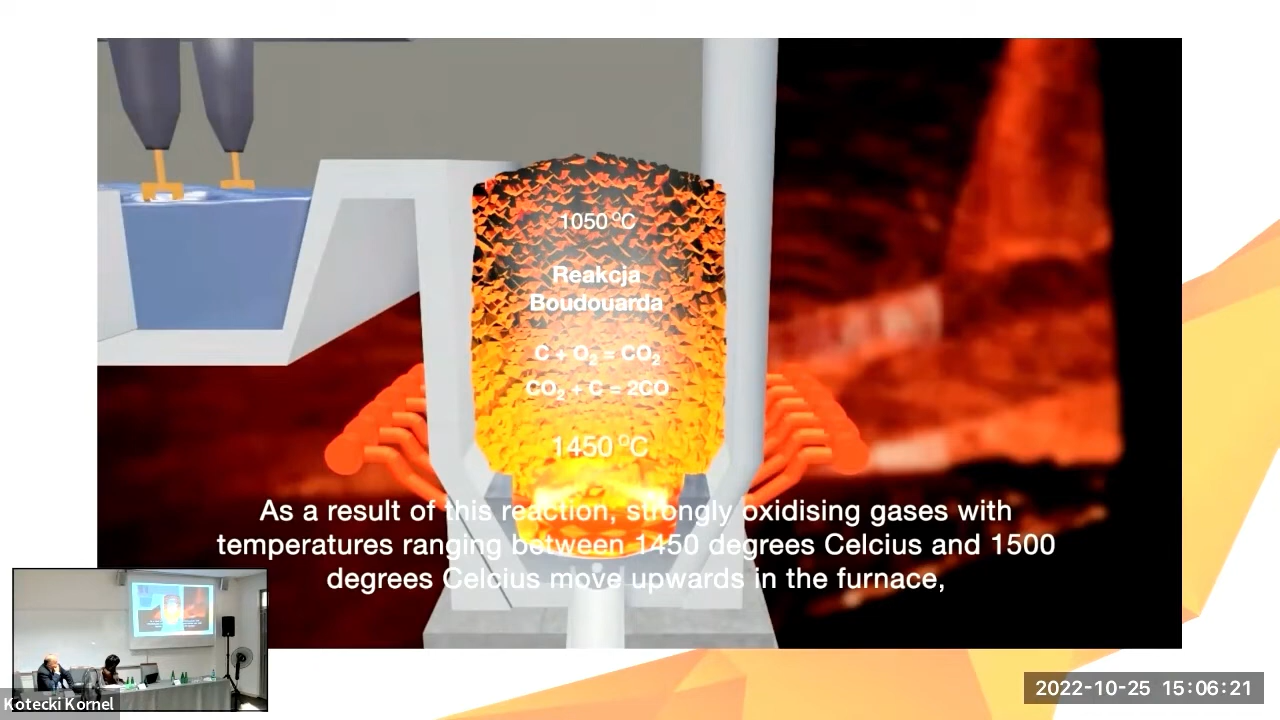 1050 °C
Reakcja
Boudouarda
C + O₂ = CO₂
CO₂ + C = 2CO
1450 °C
As a result of this reaction, strongly oxidising gases with
temperatures ranging between 1450 degrees Celcius and 1500
degrees Celcius move upwards in the furnace,
Kotecki Kornel
2022-10-25 15:06:21